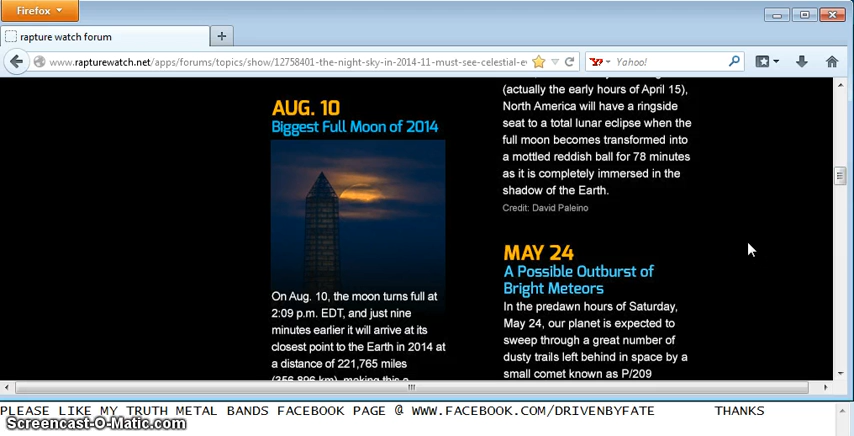 Firefox
rapture watch forum
www.rapturewatch.net/apps/forums/topics/show/12758401-the-night-sky-in-2014-11-must-see-celestial-e
Yahoo!
AUG. 10
Biggest Full Moon of 2014
On Aug. 10, the moon turns full at
2:09 p.m. EDT, and just nine
minutes earlier it will arrive at its
closest point to the Earth in 2014 at
a distance of 221,765 miles
(356,896 km), making this a
(actually the early hours of April 15),
North America will have a ringside
seat to a total lunar eclipse when the
full moon becomes transformed into
a mottled reddish ball for 78 minutes
as it is completely immersed in the
shadow of the Earth.
Credit: David Paleino
MAY 24
A Possible Outburst of
Bright Meteors
In the predawn hours of Saturday,
May 24, our planet is expected to
sweep through a great number of
dusty trails left behind in space by a
small comet known as P/209
PLEASE LIKE MY TRUTH METAL BANDS FACEBOOK PAGE @ WWW.FACEBOOK.COM/DRIVENBYFATE THANKS
Screencast-O-Matic.com